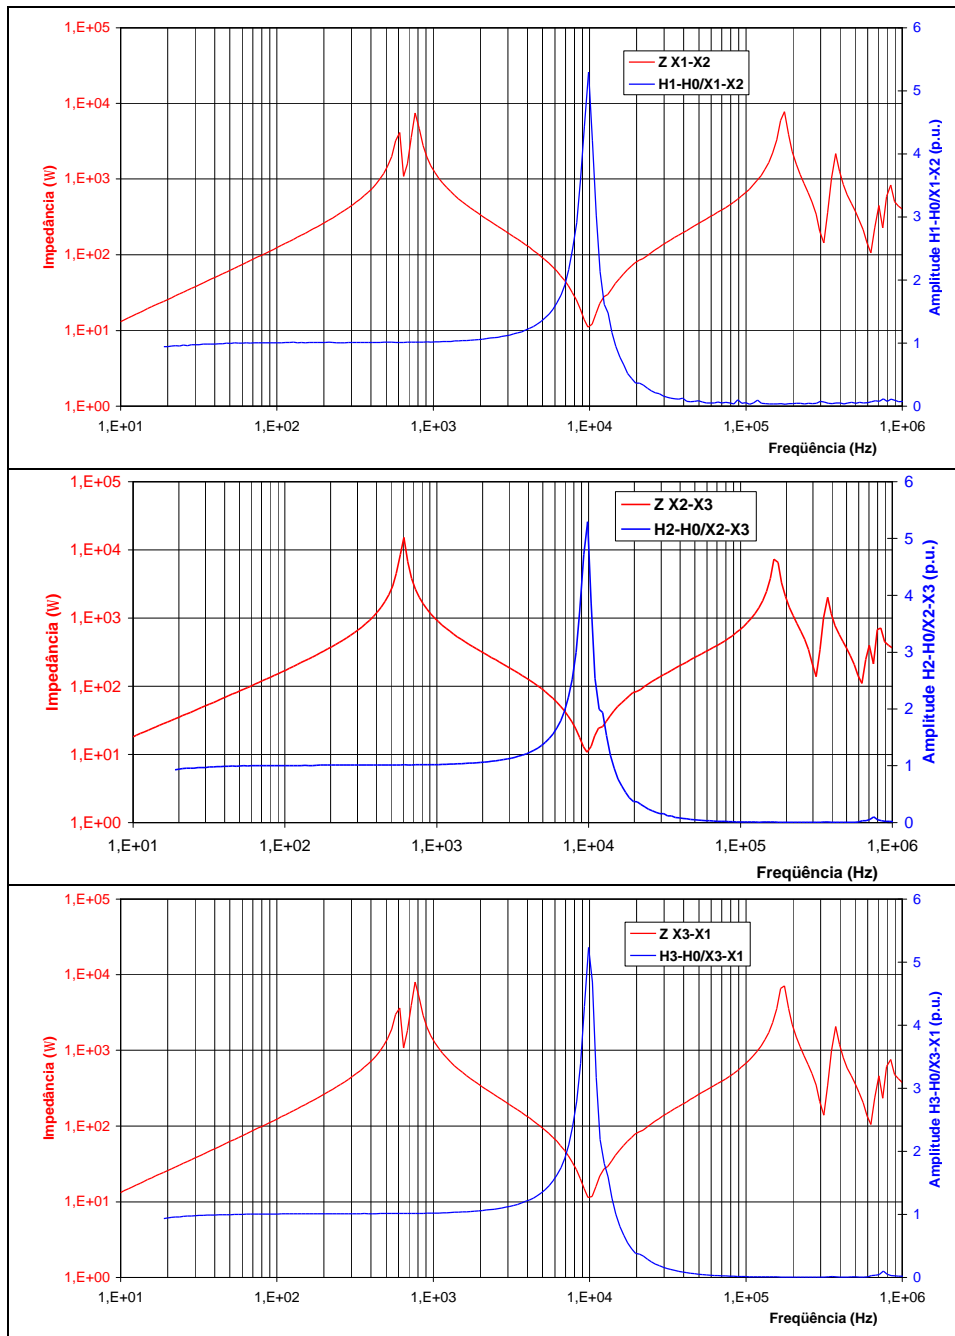 1,E+05
6
Z X1-X2
H1-H0/X1-X2
1,E+04
5
1,E+03
4
3
1,E+02
2
1,E+01
1
1,E+00
0
Impedância (W)
Amplitude H1-H0/X1-X2 (p.u.)
1,E+01 1,E+02 1,E+03 1,E+04 1,E+05 1,E+06
Freqüência (Hz)
1,E+05
6
Z X2-X3
H2-H0/X2-X3
1,E+04
5
4
1,E+03
3
1,E+02
2
1,E+01
1
1,E+00
0
Impedância (W)
Amplitude H2-H0/X2-X3 (p.u.)
1,E+01 1,E+02 1,E+03 1,E+04 1,E+05 1,E+06
Freqüência (Hz)
1,E+05
6
Z X3-X1
H3-H0/X3-X1
1,E+04
5
1,E+03
4
3
1,E+02
2
1,E+01
1
1,E+00
0
Impedância (W)
Amplitude H3-H0/X3-X1 (p.u.)
1,E+01 1,E+02 1,E+03 1,E+04 1,E+05 1,E+06
Freqüência (Hz)